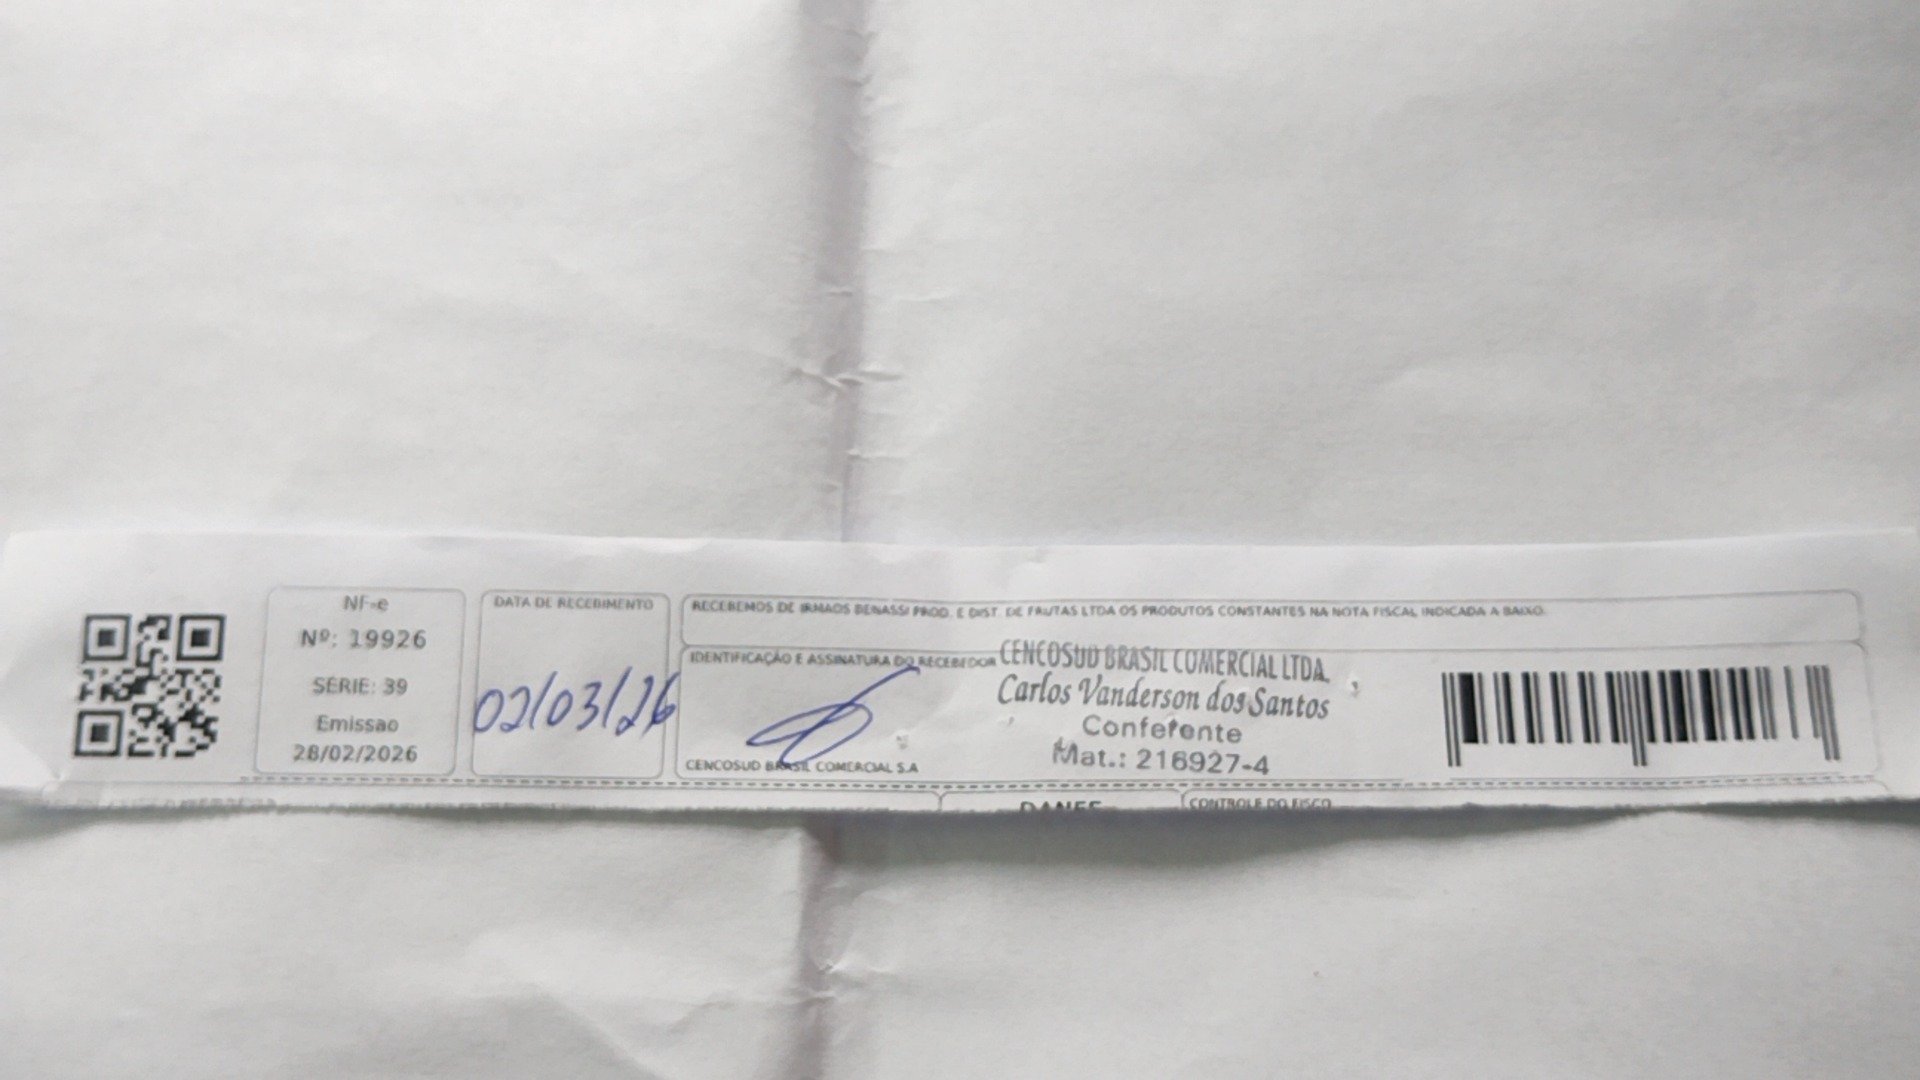 NF-e
Nº: 19926
SÉRIE: 39
Emissao
28/02/2026
DATA DE RECEBIMENTO
02/03/26
RECEBEMOS DE IRMAOS BENASSI PROD. E DIST. DE FRUTAS LTDA OS PRODUTOS CONSTANTES NA NOTA FISCAL INDICADA A BAIXO.
IDENTIFICAÇÃO E ASSINATURA DO RECEBEDOR
CENCOSUD BRASIL COMERCIAL S.A
CENCOSUD BRASIL COMERCIAL LTDA.
Carlos Vanderson dos Santos
Conferente
Mat.: 216927-4
DANFE
CONTROLE DO FISCO